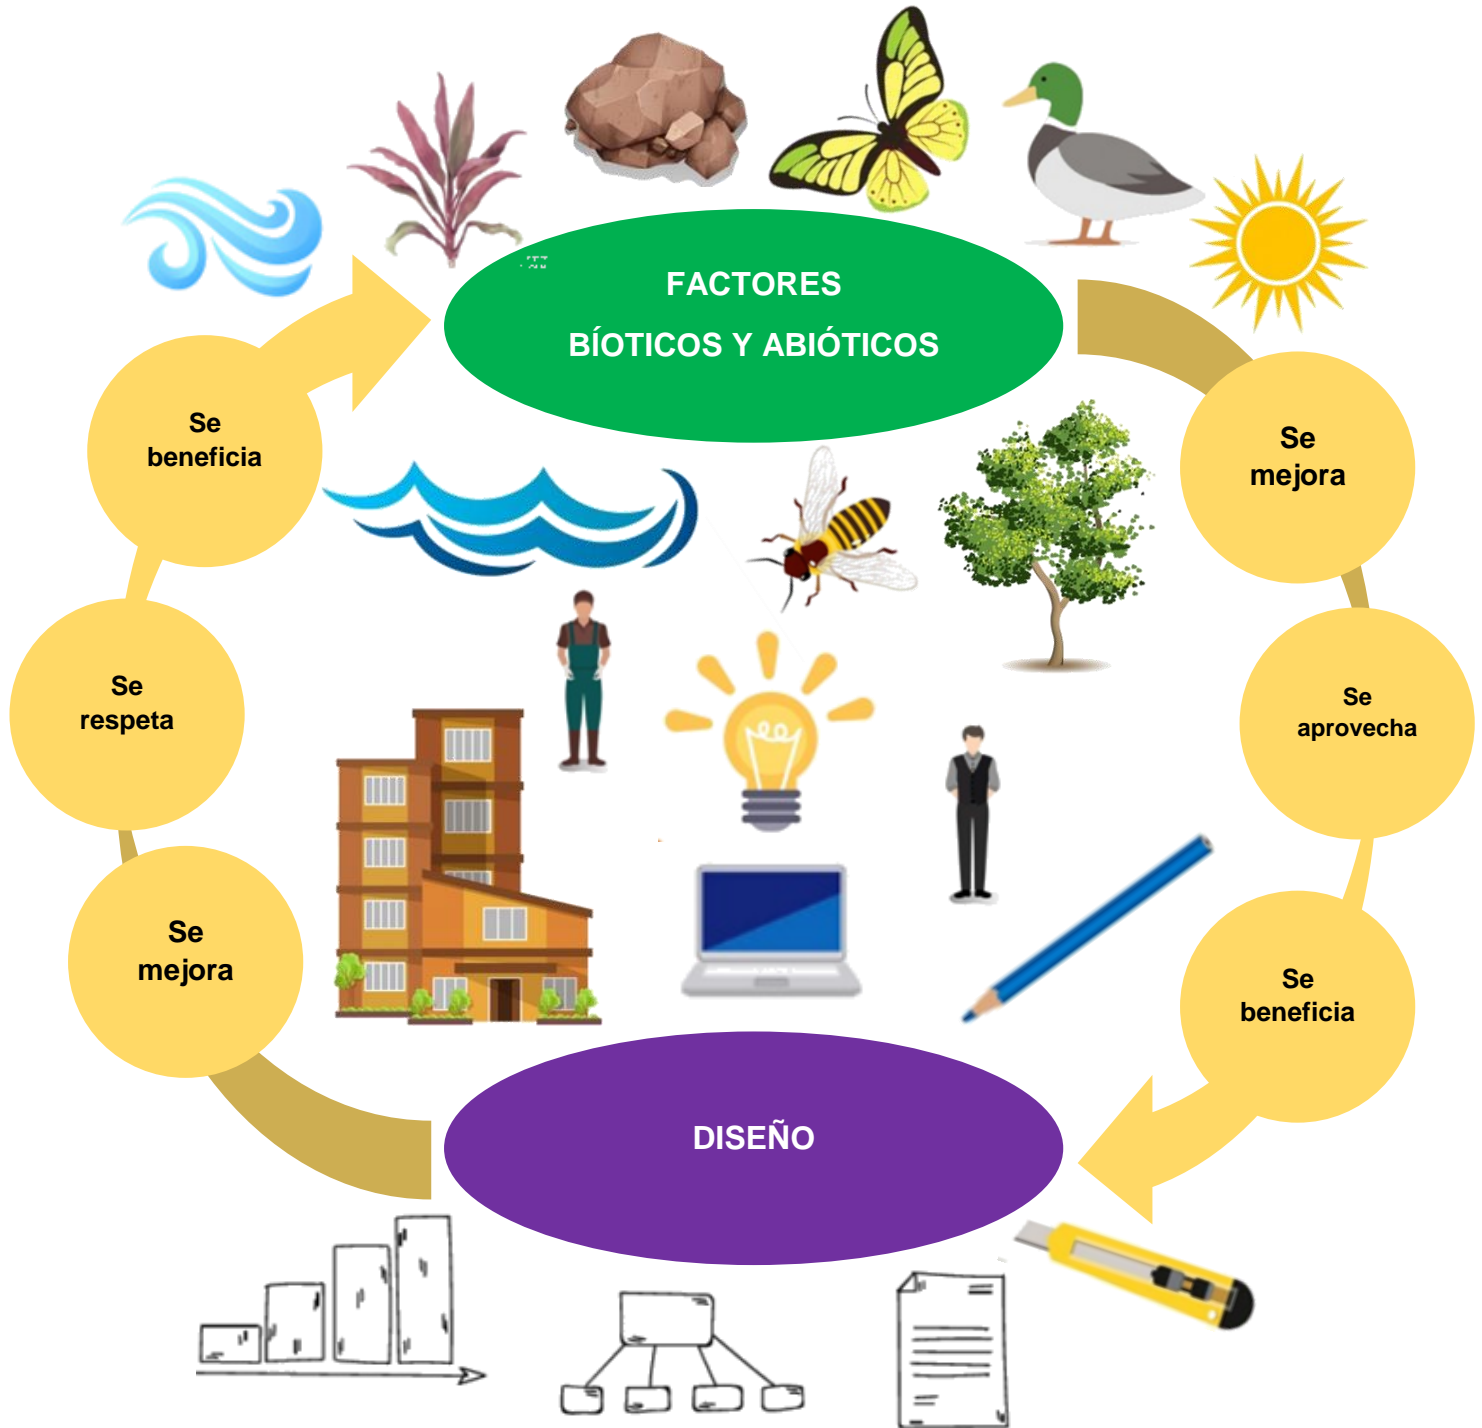 FACTORES
BÍOTICOS Y ABIÓTICOS
Se
mejora
Se
aprovecha
Se
beneficia
DISEÑO
Se
mejora
Se
respeta
Se
beneficia